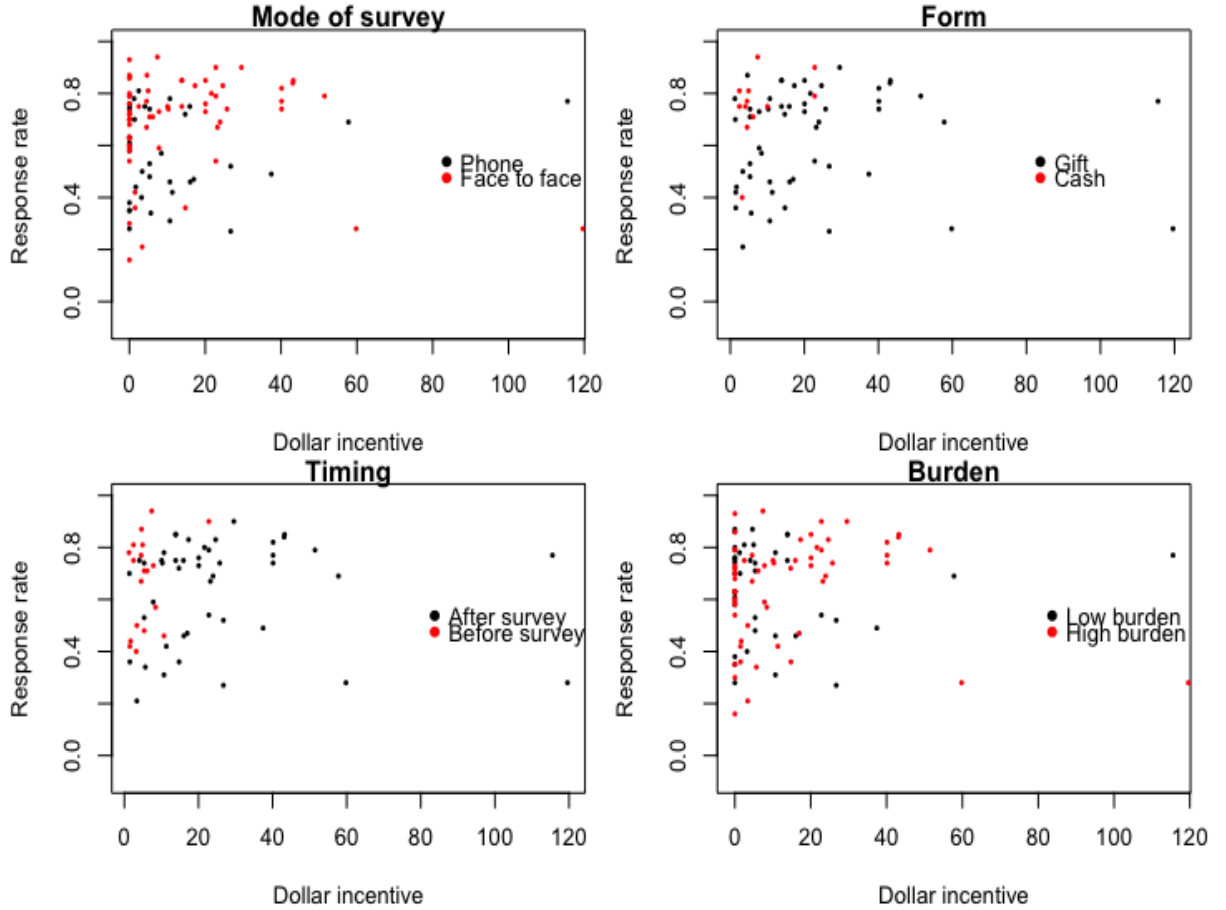 Mode of survey
Response rate
0.8
0.4
0.0
Phone
Face to face
0 20 40 60 80 100 120
Dollar incentive
Form
Response rate
0.8
0.4
0.0
Gift
Cash
0 20 40 60 80 100 120
Dollar incentive
Timing
Response rate
0.8
0.4
0.0
After survey
Before survey
0 20 40 60 80 100 120
Dollar incentive
Burden
Response rate
0.8
0.4
0.0
Low burden
High burden
0 20 40 60 80 100 120
Dollar incentive